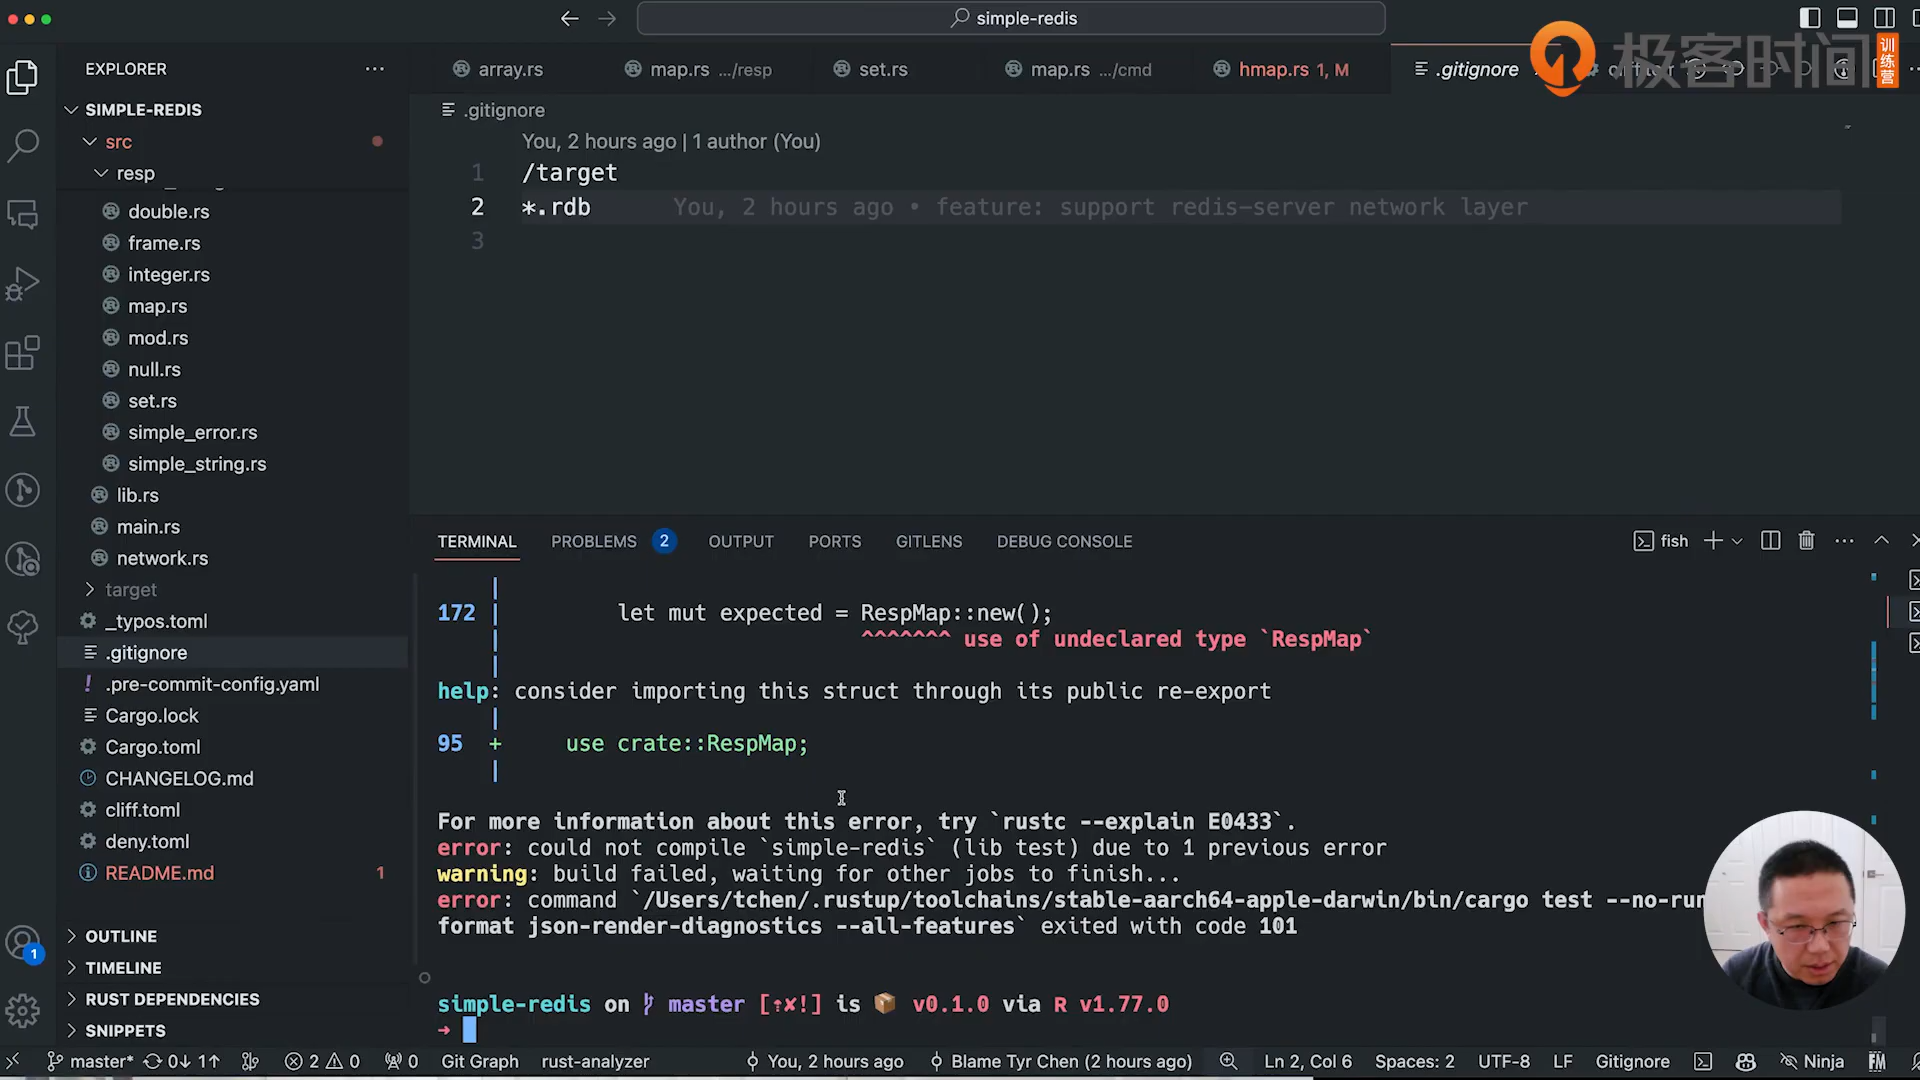 simple-redis
EXPLORER
SIMPLE-REDIS
src
resp
double.rs
frame.rs
integer.rs
map.rs
mod.rs
null.rs
set.rs
simple_error.rs
simple_string.rs
lib.rs
main.rs
network.rs
target
_typos.toml
.gitignore
.pre-commit-config.yaml
Cargo.lock
Cargo.toml
CHANGELOG.md
cliff.toml
deny.toml
README.md 1
OUTLINE
TIMELINE
RUST DEPENDENCIES
SNIPPETS
array.rs map.rs .../resp set.rs map.rs .../cmd hmap.rs 1, M .gitignore
极客时间 训练营
.gitignore
You, 2 hours ago | 1 author (You)
1 /target
2 *.rdb You, 2 hours ago • feature: support redis-server network layer
3
TERMINAL PROBLEMS 2 OUTPUT PORTS GITLENS DEBUG CONSOLE fish
172 | let mut expected = RespMap::new();
| ^^^^^^^ use of undeclared type `RespMap`
|
help: consider importing this struct through its public re-export
|
95 + use crate::RespMap;
|
For more information about this error, try `rustc --explain E0433`.
error: could not compile `simple-redis` (lib test) due to 1 previous error
warning: build failed, waiting for other jobs to finish...
error: command `/Users/tchen/.rustup/toolchains/stable-aarch64-apple-darwin/bin/cargo test --no-run
format json-render-diagnostics --all-features` exited with code 101
simple-redis on master [⇡✘!] is 📦 v0.1.0 via R v1.77.0
→
1
master* 0↓ 1↑ 2 0 0 Git Graph rust-analyzer You, 2 hours ago Blame Tyr Chen (2 hours ago) Ln 2, Col 6 Spaces: 2 UTF-8 LF Gitignore Ninja